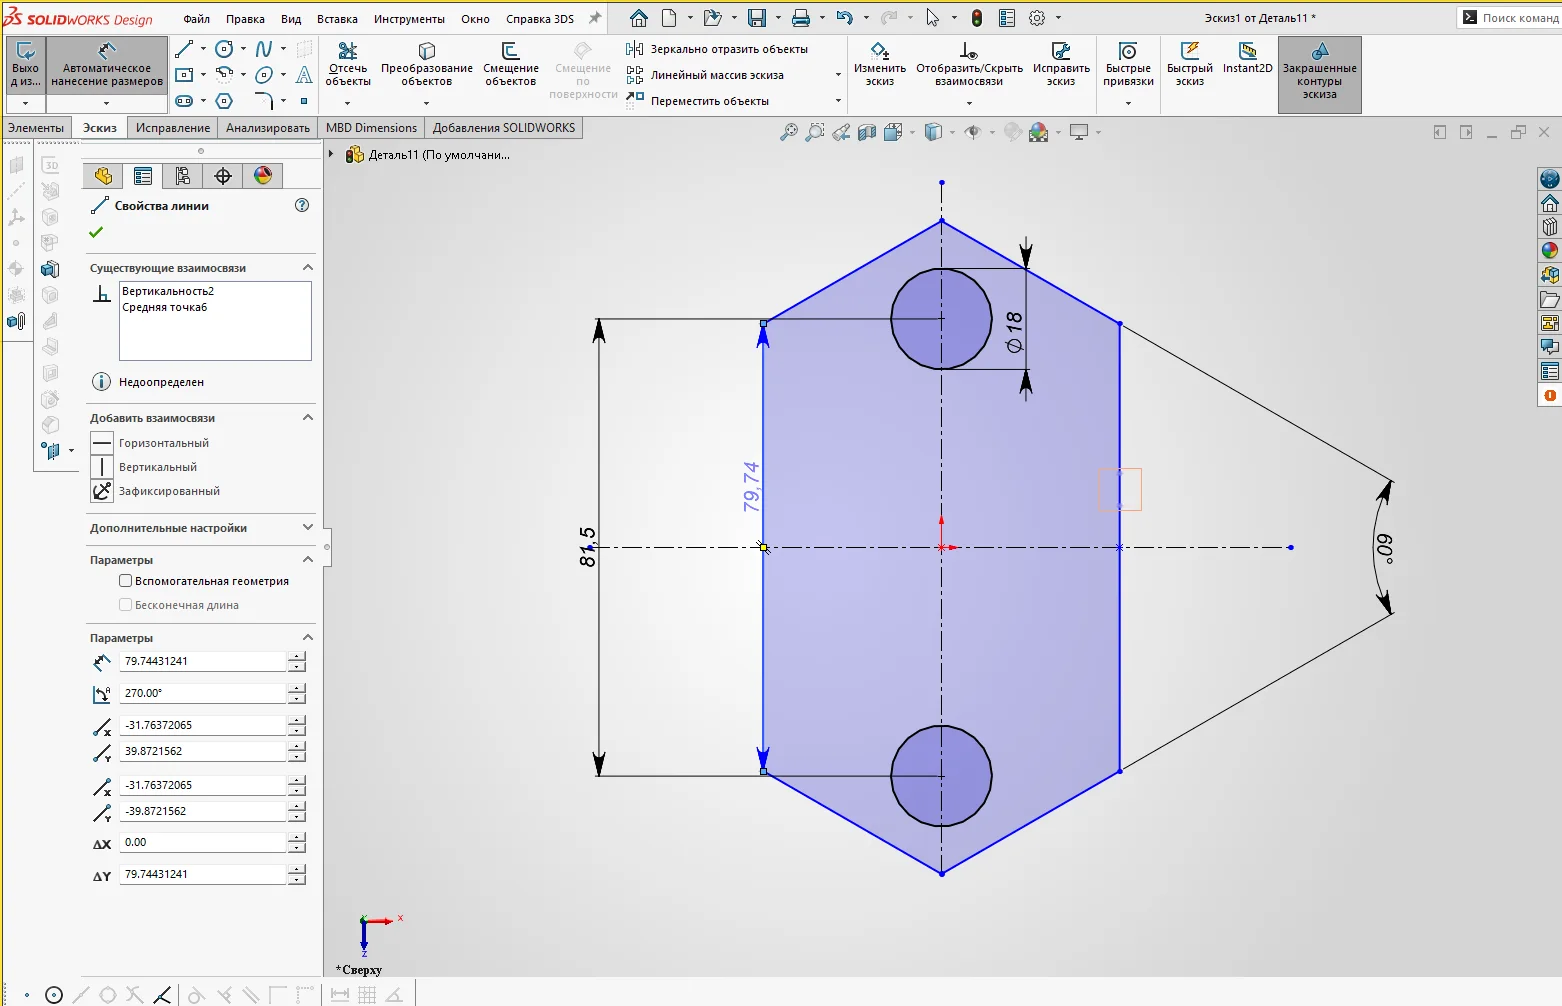 SOLIDWORKS Design
Файл Правка Вид Вставка Инструменты Окно Справка 3DS
Эскиз1 от Деталь11 *
Поиск команд
Выхо
д из...
Автоматическое
нанесение размеров
Отсечь
объекты
Преобразование
объектов
Смещение
объектов
Смещение
по
поверхности
Зеркально отразить объекты
Линейный массив эскиза
Переместить объекты
Изменить
эскиз
Отобразить/Скрыть
взаимосвязи
Исправить
эскиз
Быстрые
привязки
Быстрый
эскиз
Instant2D
Закрашенные
контуры
эскиза
Элементы Эскиз Исправление Анализировать MBD Dimensions Добавления SOLIDWORKS
Деталь11 (По умолчани...
3D
Свойства линии
Существующие взаимосвязи
Вертикальность2
Средняя точка6
Недоопределен
Добавить взаимосвязи
Горизонтальный
Вертикальный
Зафиксированный
Дополнительные настройки
Параметры
Вспомогательная геометрия
Бесконечная длина
Параметры
79.74431241
270.00°
-31.76372065
39.8721562
-31.76372065
-39.8721562
ΔX 0.00
ΔY 79.74431241
∅18
79,74
81,5
60°
X
Y
Z
*Сверху